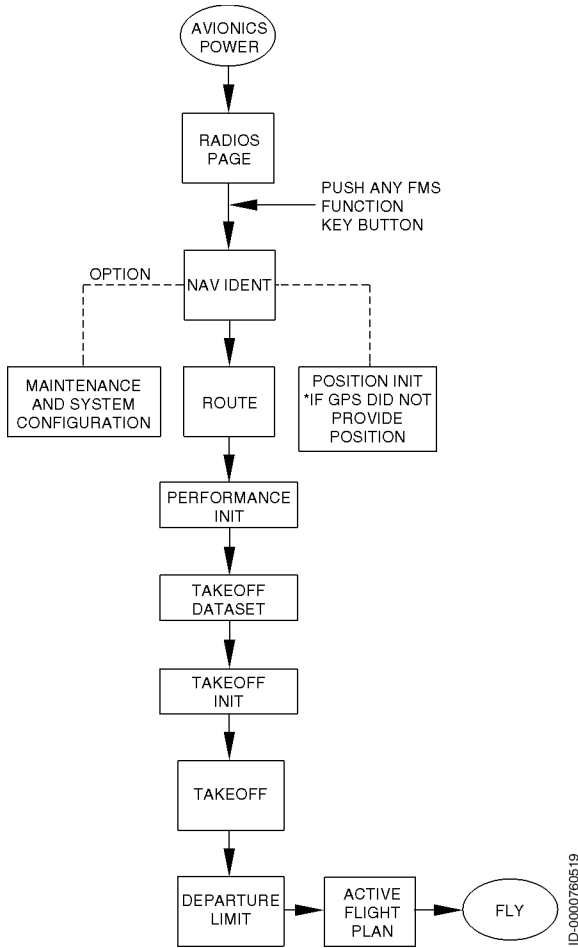 AVIONICS
POWER
RADIOS
PAGE
PUSH ANY FMS
FUNCTION
KEY BUTTON
OPTION
NAV IDENT
MAINTENANCE
AND SYSTEM
CONFIGURATION
ROUTE
POSITION INIT
*IF GPS DID NOT
PROVIDE
POSITION
PERFORMANCE
INIT
TAKEOFF
DATASET
TAKEOFF
INIT
TAKEOFF
DEPARTURE
LIMIT
ACTIVE
FLIGHT
PLAN
FLY
ID-0000760519